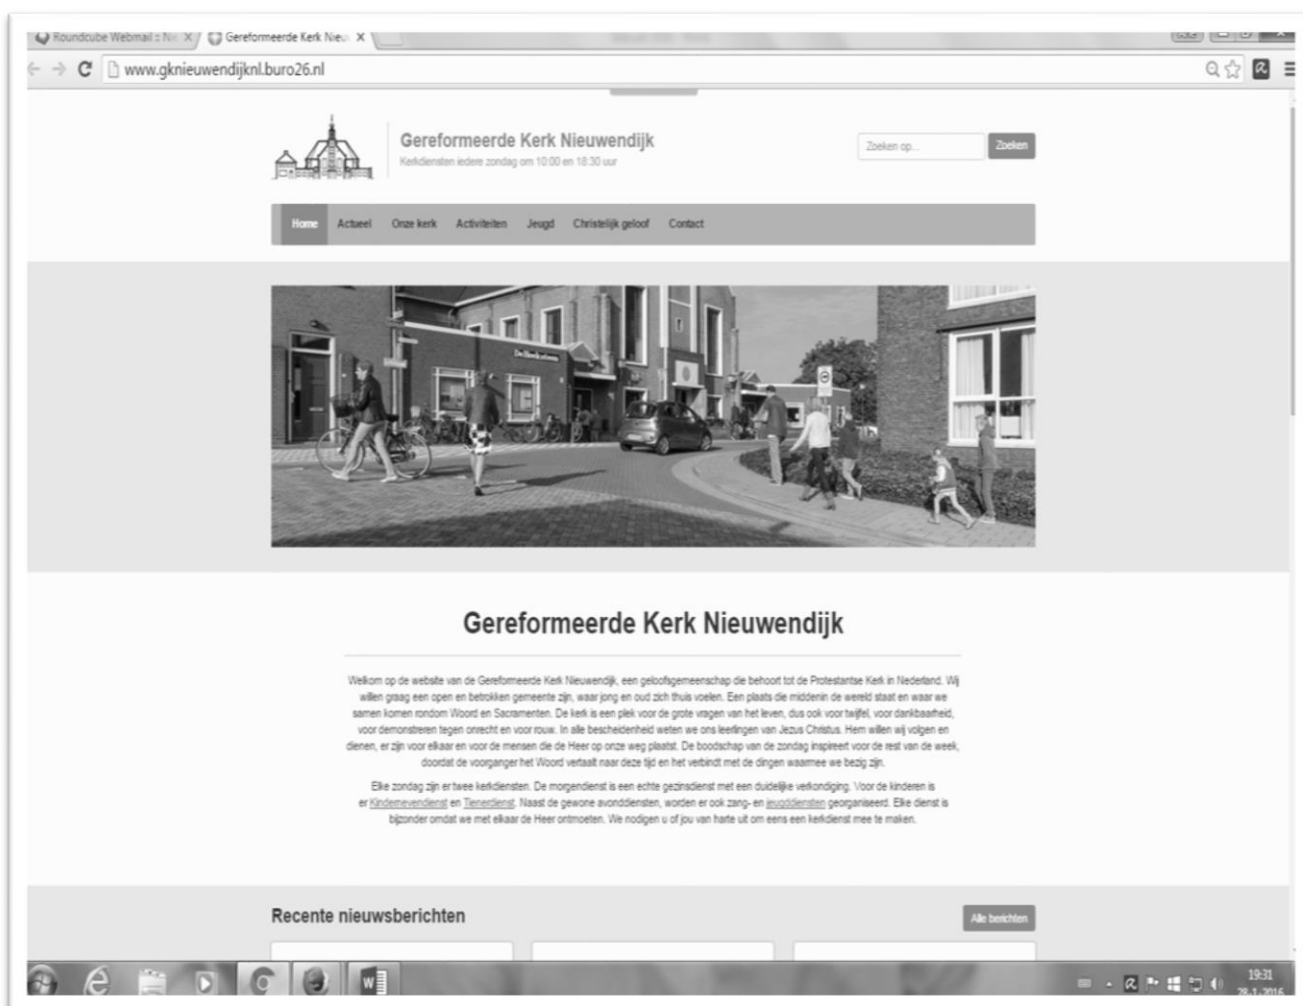 Roundcube Webmail :: Ni
Gereformeerde Kerk Nieu
www.gknieuwendijknl.buro26.nl
Gereformeerde Kerk Nieuwendijk
Kerkdiensten iedere zondag om 10:00 en 18:30 uur
Zoeken op...
Zoeken
Home Actueel Onze kerk Activiteiten Jeugd Christelijk geloof Contact
De Hoeksteen
Gereformeerde Kerk Nieuwendijk
Welkom op de website van de Gereformeerde Kerk Nieuwendijk, een geloofsgemeenschap die behoort tot de Protestantse Kerk in Nederland. Wij
willen graag een open en betrokken gemeente zijn, waar jong en oud zich thuis voelen. Een plaats die middenin de wereld staat en waar we
samen komen rondom Woord en Sacramenten. De kerk is een plek voor de grote vragen van het leven, dus ook voor twijfel, voor dankbaarheid,
voor demonstreren tegen onrecht en voor rouw. In alle bescheidenheid weten we ons leerlingen van Jezus Christus. Hem willen wij volgen en
dienen, er zijn voor elkaar en voor de mensen die de Heer op onze weg plaatst. De boodschap van de zondag inspireert voor de rest van de week,
doordat de voorganger het Woord vertaalt naar deze tijd en het verbindt met de dingen waarmee we bezig zijn.
Elke zondag zijn er twee kerkdiensten. De morgendienst is een echte gezinsdienst met een duidelijke verkondiging. Voor de kinderen is
er Kindernevendienst en Tienerdienst. Naast de gewone avonddiensten, worden er ook zang- en jeugddiensten georganiseerd. Elke dienst is
bijzonder omdat we met elkaar de Heer ontmoeten. We nodigen u of jou van harte uit om eens een kerkdienst mee te maken.
Recente nieuwsberichten
Alle berichten
19:31
28-1-2016